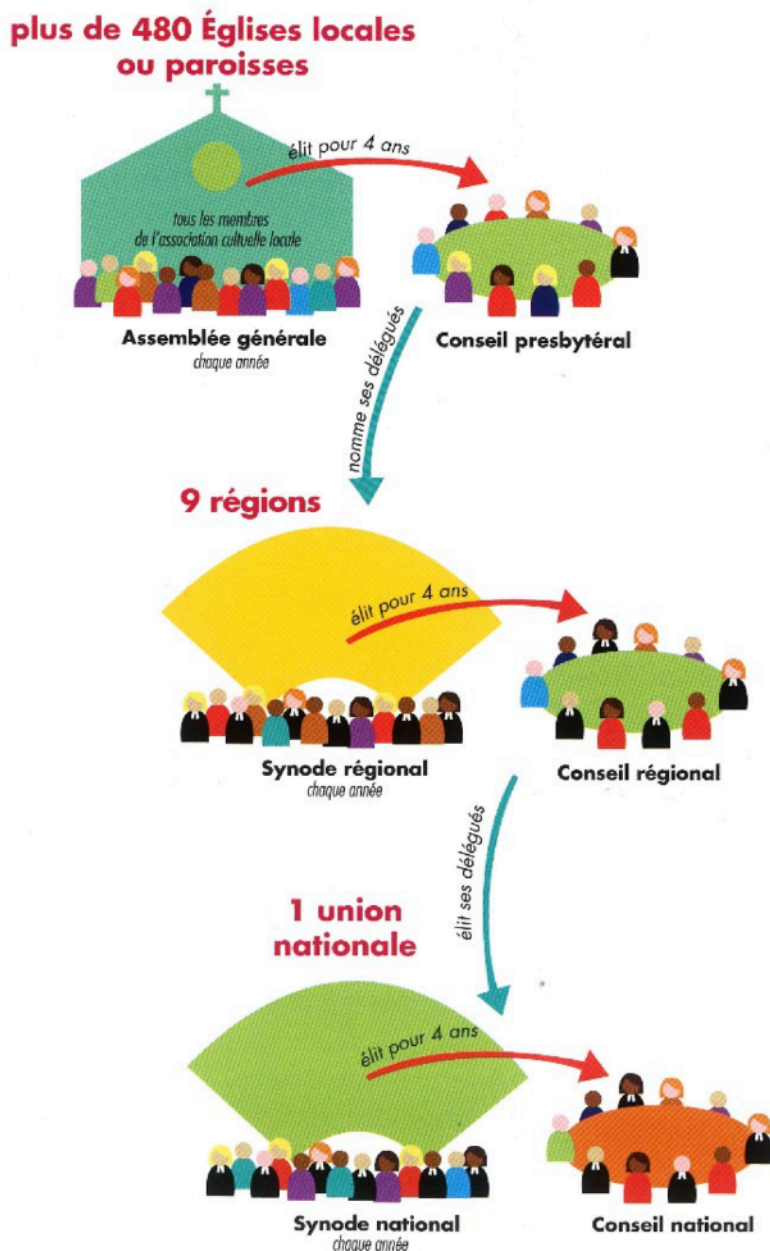 plus de 480 Églises locales
ou paroisses
élit pour 4 ans
tous les membres
de l'association cultuelle locale
Assemblée générale
chaque année
Conseil presbytéral
nomme ses délégués
9 régions
élit pour 4 ans
Synode régional
chaque année
Conseil régional
élit ses délégués
1 union
nationale
élit pour 4 ans
Synode national
chaque année
Conseil national